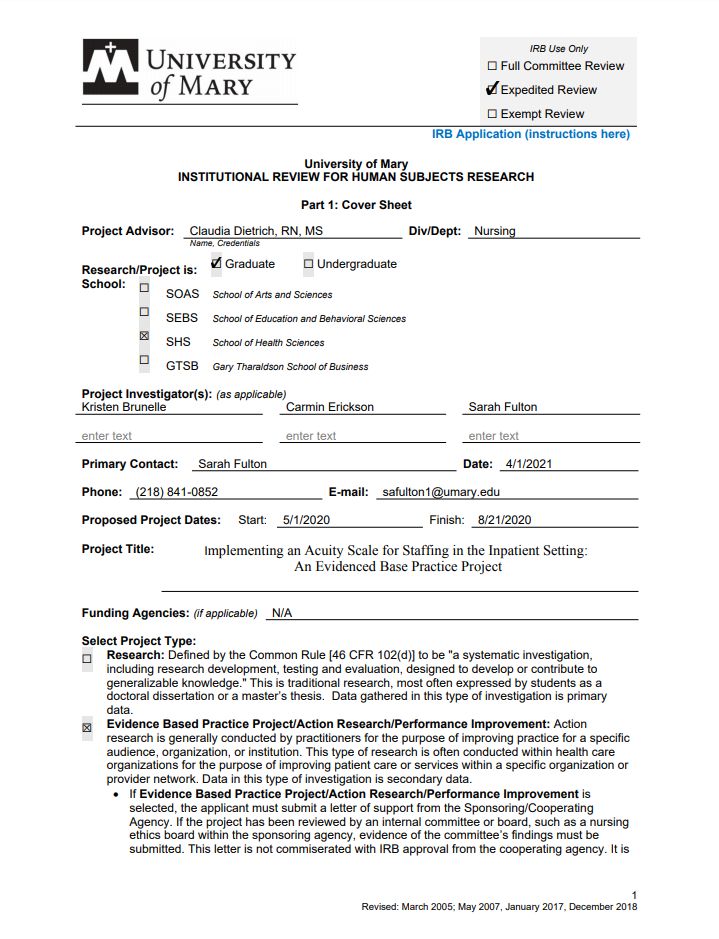 UNIVERSITY
of MARY
IRB Use Only
☐ Full Committee Review
☑ Expedited Review
☐ Exempt Review
IRB Application (instructions here)
University of Mary
INSTITUTIONAL REVIEW FOR HUMAN SUBJECTS RESEARCH
Part 1: Cover Sheet
Project Advisor: Claudia Dietrich, RN, MS Div/Dept: Nursing
Name, Credentials
Research/Project is: ☑ Graduate ☐ Undergraduate
School:
☐ SOAS School of Arts and Sciences
☐ SEBS School of Education and Behavioral Sciences
☒ SHS School of Health Sciences
☐ GTSB Gary Tharaldson School of Business
Project Investigator(s): (as applicable)
Kristen Brunelle Carmin Erickson Sarah Fulton
enter text enter text enter text
Primary Contact: Sarah Fulton Date: 4/1/2021
Phone: (218) 841-0852 E-mail: safulton1@umary.edu
Proposed Project Dates: Start: 5/1/2020 Finish: 8/21/2020
Project Title: Implementing an Acuity Scale for Staffing in the Inpatient Setting:
An Evidenced Base Practice Project
Funding Agencies: (if applicable) N/A
Select Project Type:
☐ Research: Defined by the Common Rule [46 CFR 102(d)] to be "a systematic investigation,
including research development, testing and evaluation, designed to develop or contribute to
generalizable knowledge." This is traditional research, most often expressed by students as a
doctoral dissertation or a master's thesis. Data gathered in this type of investigation is primary
data.
☒ Evidence Based Practice Project/Action Research/Performance Improvement: Action
research is generally conducted by practitioners for the purpose of improving practice for a specific
audience, organization, or institution. This type of research is often conducted within health care
organizations for the purpose of improving patient care or services within a specific organization or
provider network. Data in this type of investigation is secondary data.
• If Evidence Based Practice Project/Action Research/Performance Improvement is
selected, the applicant must submit a letter of support from the Sponsoring/Cooperating
Agency. If the project has been reviewed by an internal committee or board, such as a nursing
ethics board within the sponsoring agency, evidence of the committee's findings must be
submitted. This letter is not commiserated with IRB approval from the cooperating agency. It is
1
Revised: March 2005; May 2007, January 2017, December 2018